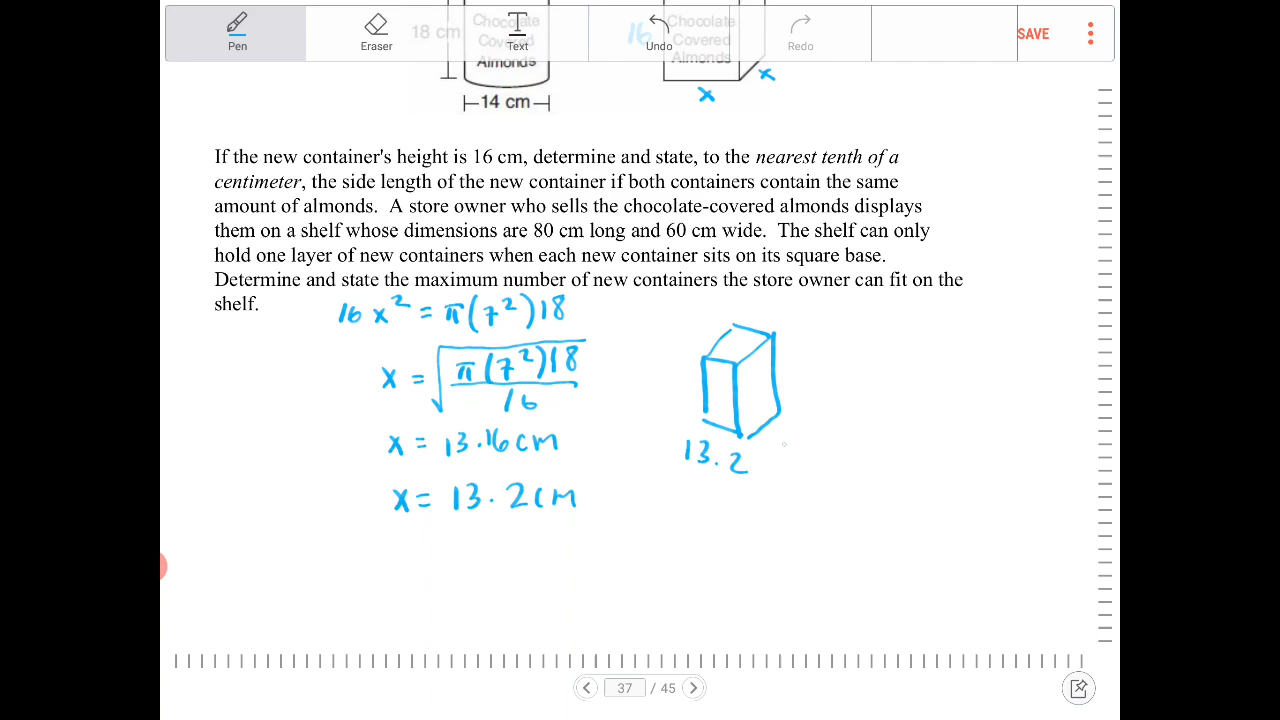 Pen
Eraser
Text
Undo
Redo
SAVE
18 cm
Chocolate
Covered
Almonds
14 cm
16
Chocolate
Covered
Almonds
x
x
If the new container's height is 16 cm, determine and state, to the nearest tenth of a
centimeter, the side length of the new container if both containers contain the same
amount of almonds. A store owner who sells the chocolate-covered almonds displays
them on a shelf whose dimensions are 80 cm long and 60 cm wide. The shelf can only
hold one layer of new containers when each new container sits on its square base.
Determine and state the maximum number of new containers the store owner can fit on the
shelf.
16 x² = π(7²)18
x = √π(7²)18
16
x = 13.16 cm
x = 13.2 cm
13.2
37 / 45